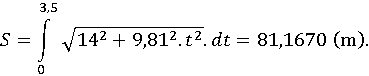 S = ∫₀^{3,5} √(14² + 9,81².t²). dt = 81,1670 (m).